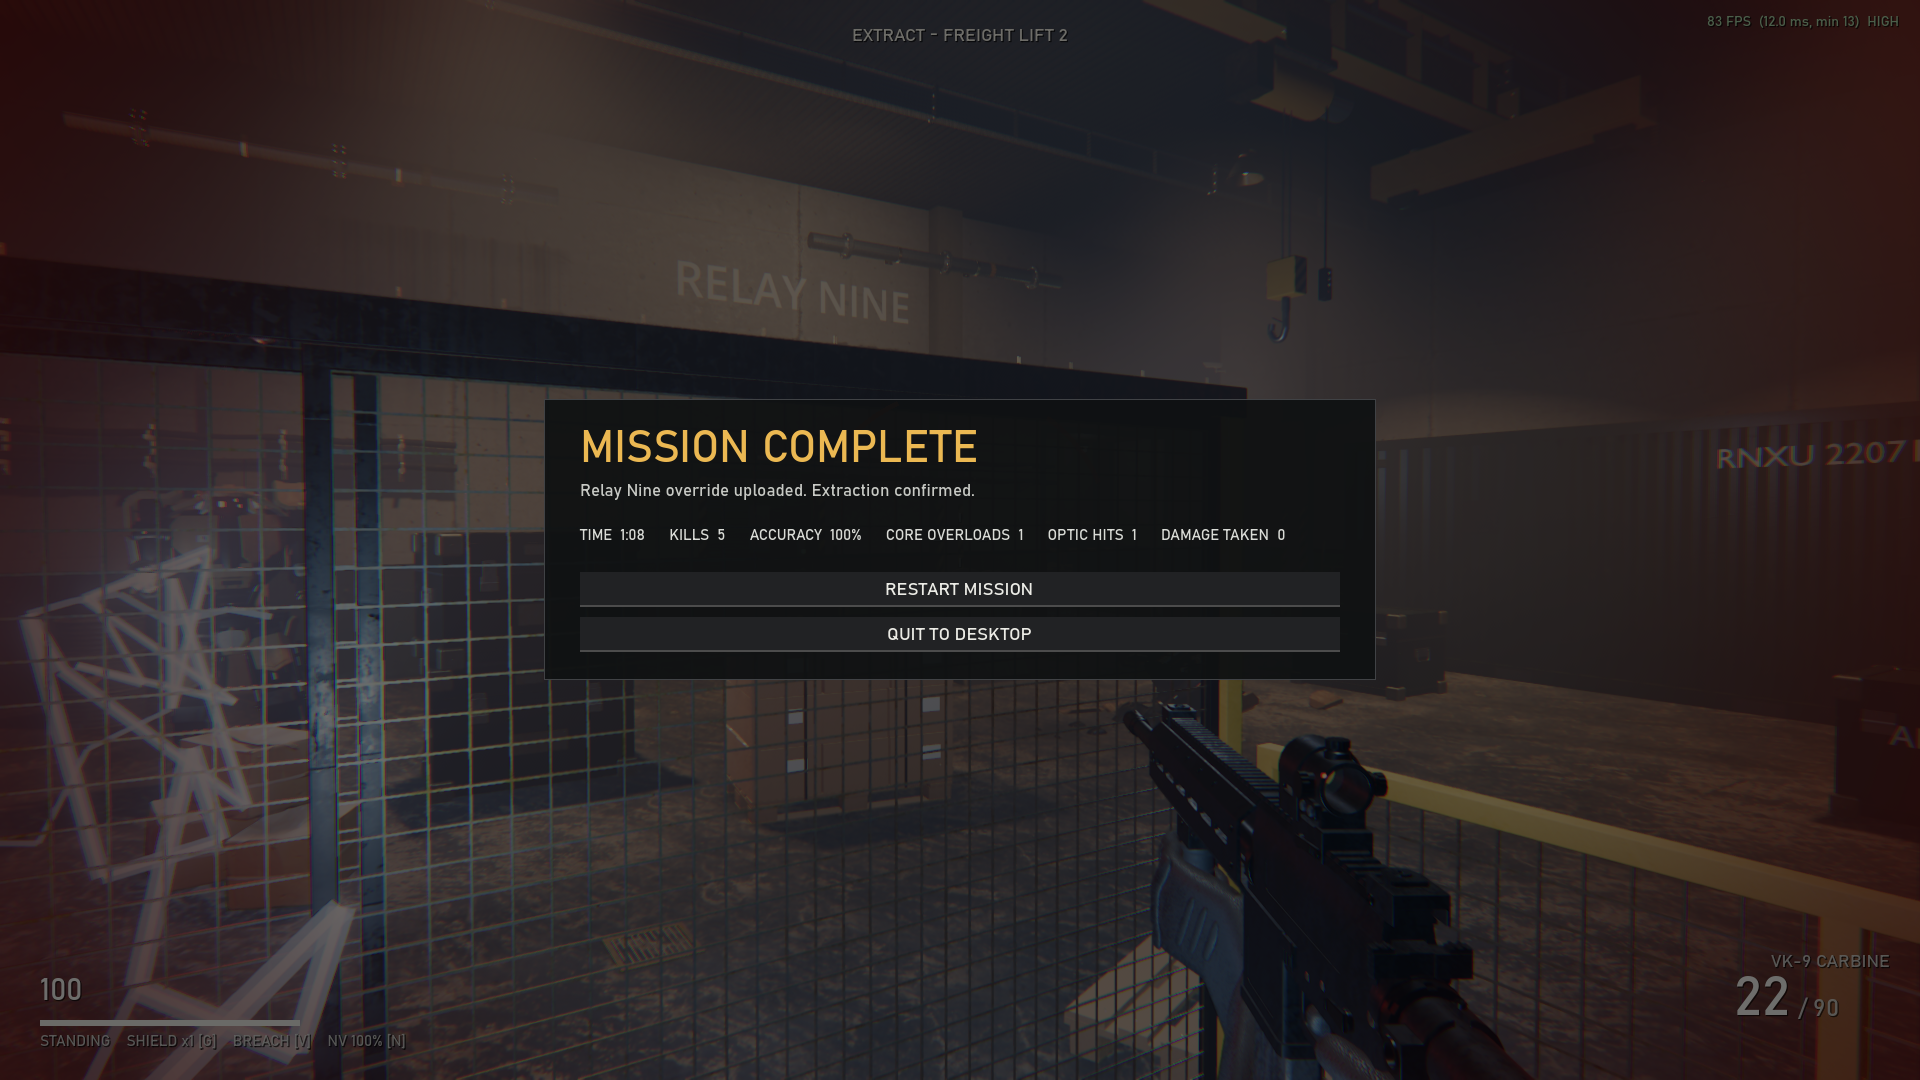 EXTRACT - FREIGHT LIFT 2
83 FPS (12.0 ms, min 13) HIGH
RELAY NINE
RNXU 2207
MISSION COMPLETE
Relay Nine override uploaded. Extraction confirmed.
TIME 1:08 KILLS 5 ACCURACY 100% CORE OVERLOADS 1 OPTIC HITS 1 DAMAGE TAKEN 0
RESTART MISSION
QUIT TO DESKTOP
VK-9 CARBINE
22 / 90
100
STANDING SHIELD x1 [G] BREACH [V] NV 100% [N]